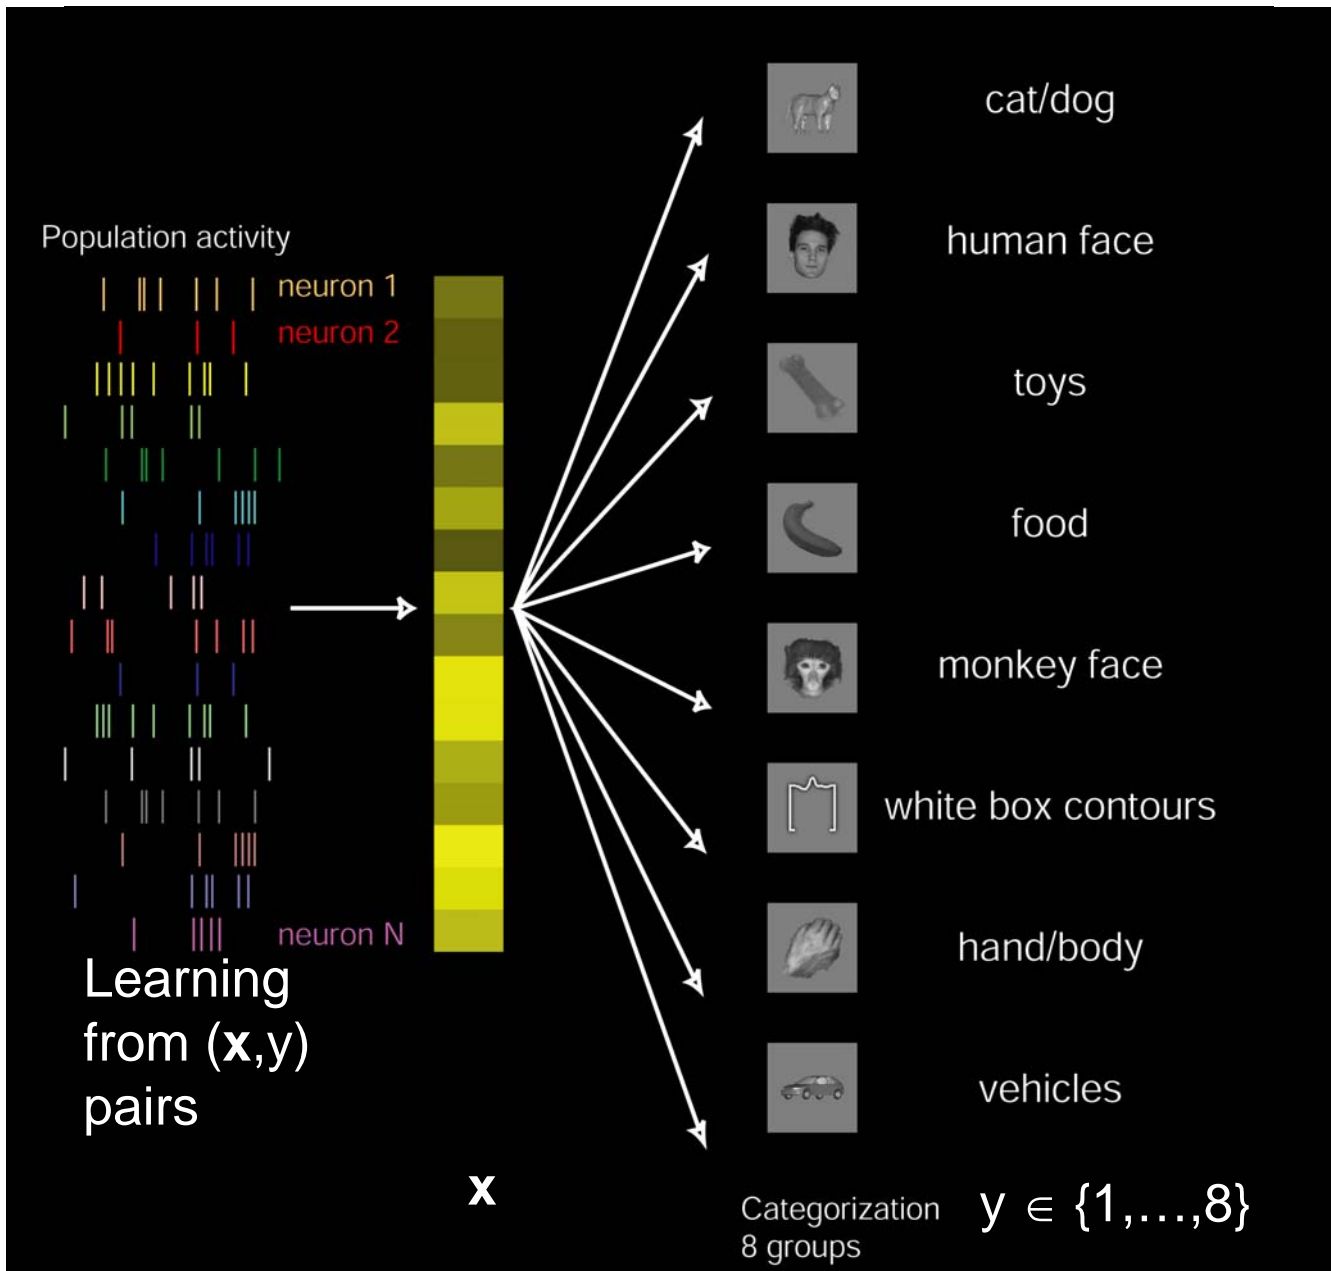 Population activity
neuron 1
neuron 2
neuron N
Learning
from (x,y)
pairs
x
cat/dog
human face
toys
food
monkey face
white box contours
hand/body
vehicles
Categorization
8 groups
y ∈ {1,…,8}